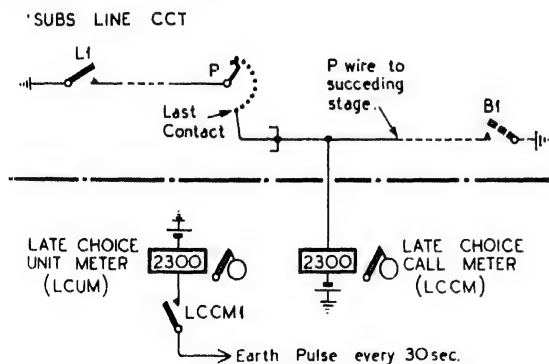 'SUBS LINE CCT
L1
P
P wire to
succeding
stage.
B1
Last
Contact
LATE CHOICE
UNIT METER
(LCUM)
2300
2300
LATE CHOICE
CALL METER
(LCCM)
LCCM1
Earth Pulse every 30sec.